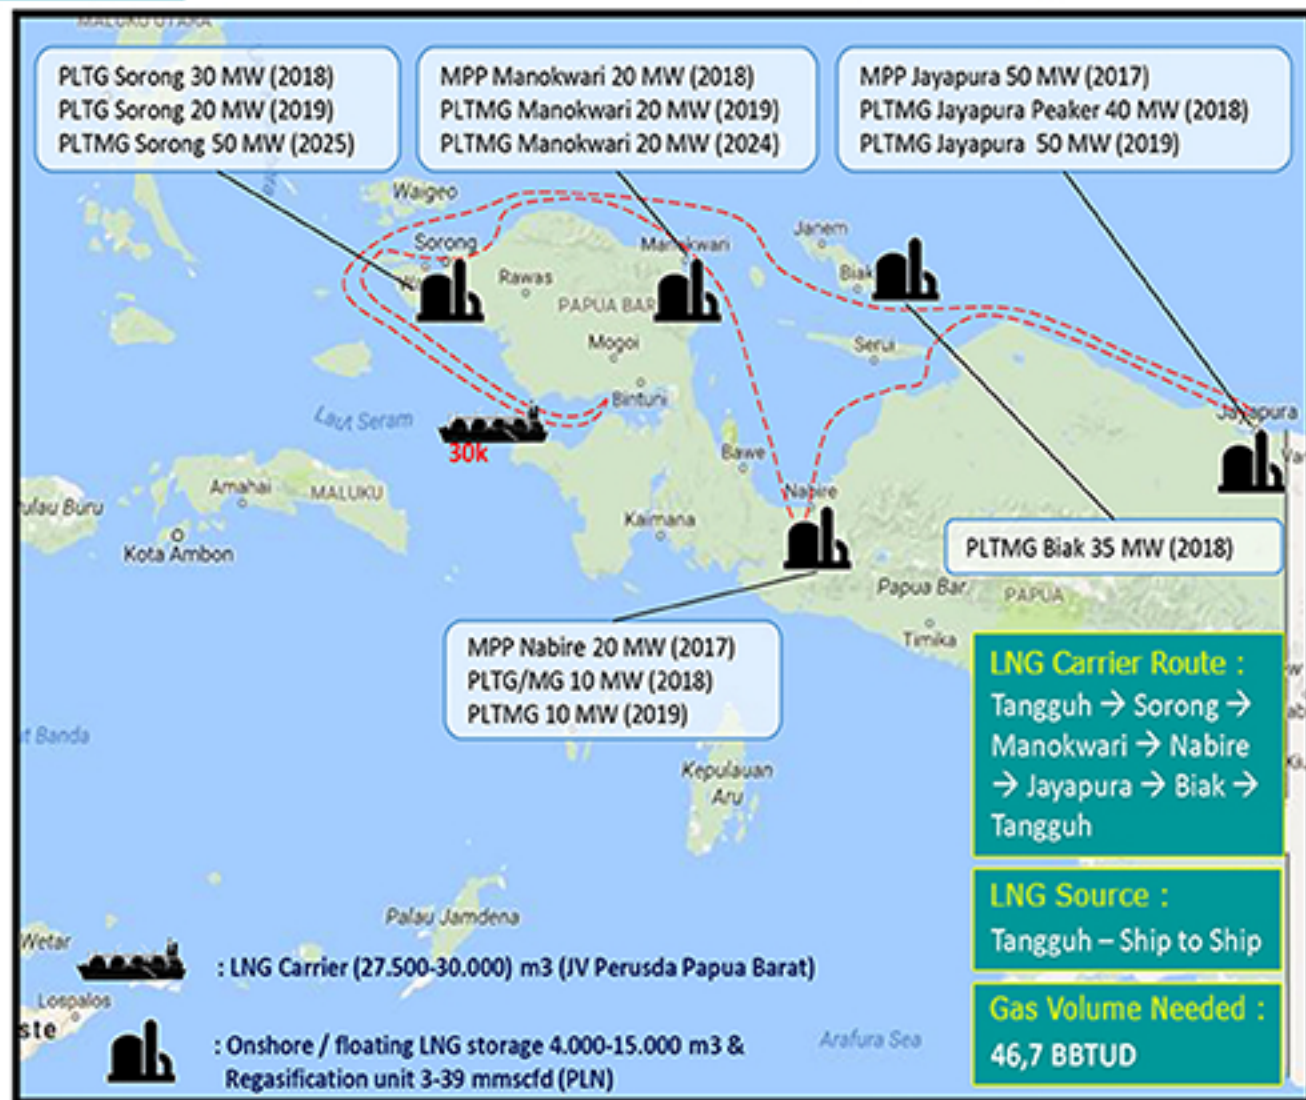 MALUKU UTARA
PLTG Sorong 30 MW (2018)
PLTG Sorong 20 MW (2019)
PLTMG Sorong 50 MW (2025)
MPP Manokwari 20 MW (2018)
PLTMG Manokwari 20 MW (2019)
PLTMG Manokwari 20 MW (2024)
MPP Jayapura 50 MW (2017)
PLTMG Jayapura Peaker 40 MW (2018)
PLTMG Jayapura 50 MW (2019)
Waigeo
Sorong
Manokwari
Janem
Biak
Rawas
PAPUA BAR
Mogoi
Serui
Bintuni
Laut Seram
30k
Jayapura
Bawe
Amahai
MALUKU
Nabire
ulau Buru
Kaimana
Kota Ambon
PLTMG Biak 35 MW (2018)
Papua Bar.
PAPUA
Timika
MPP Nabire 20 MW (2017)
PLTG/MG 10 MW (2018)
PLTMG 10 MW (2019)
LNG Carrier Route :
Tangguh → Sorong →
Manokwari → Nabire
→ Jayapura → Biak →
Tangguh
t Banda
Kepulauan
Aru
LNG Source :
Tangguh – Ship to Ship
Palau Jamdena
Wetar
: LNG Carrier (27.500-30.000) m3 (JV Perusda Papua Barat)
Lospalos
ste
Gas Volume Needed :
46,7 BBTUD
: Onshore / floating LNG storage 4.000-15.000 m3 &
Regasification unit 3-39 mmscfd (PLN)
Arafura Sea